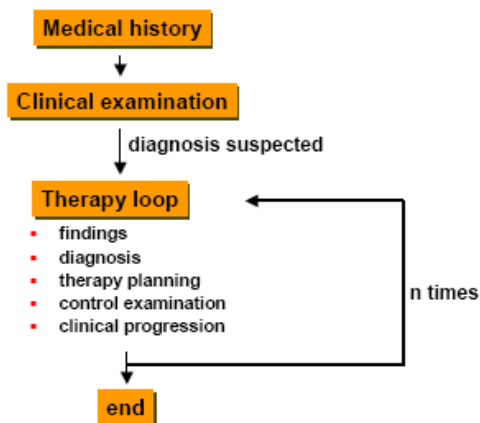 Medical history
Clinical examination
diagnosis suspected
Therapy loop
findings
diagnosis
therapy planning
control examination
clinical progression
n times
end